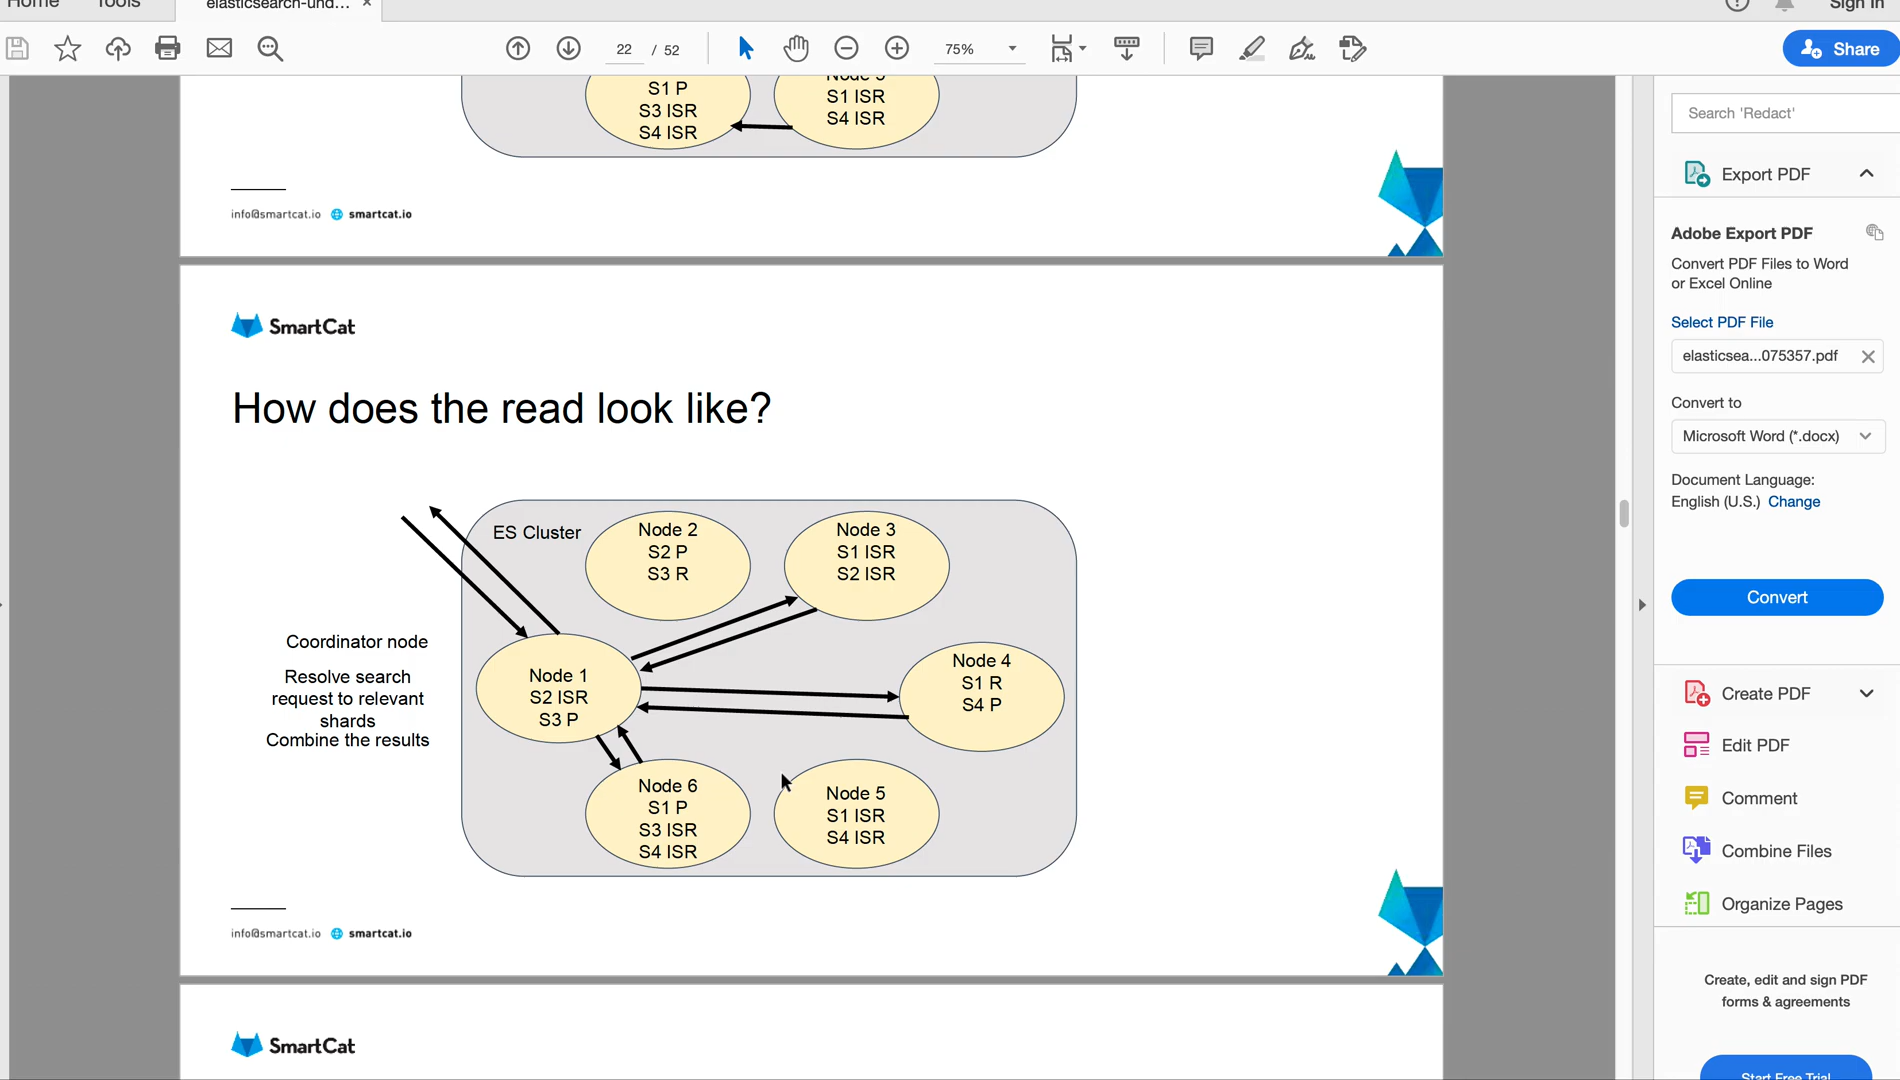 Home Tools elasticsearch-und... × Sign In
22 / 52 75% Share
S1 P
S3 ISR
S4 ISR
Node 5
S1 ISR
S4 ISR
info@smartcat.io smartcat.io
SmartCat
How does the read look like?
ES Cluster
Node 2
S2 P
S3 R
Node 3
S1 ISR
S2 ISR
Coordinator node
Resolve search
request to relevant
shards
Combine the results
Node 1
S2 ISR
S3 P
Node 4
S1 R
S4 P
Node 6
S1 P
S3 ISR
S4 ISR
Node 5
S1 ISR
S4 ISR
info@smartcat.io smartcat.io
SmartCat
Search 'Redact'
Export PDF
Adobe Export PDF
Convert PDF Files to Word
or Excel Online
Select PDF File
elasticsea...075357.pdf
Convert to
Microsoft Word (*.docx)
Document Language:
English (U.S.) Change
Convert
Create PDF
Edit PDF
Comment
Combine Files
Organize Pages
Create, edit and sign PDF
forms & agreements
Start Free Trial